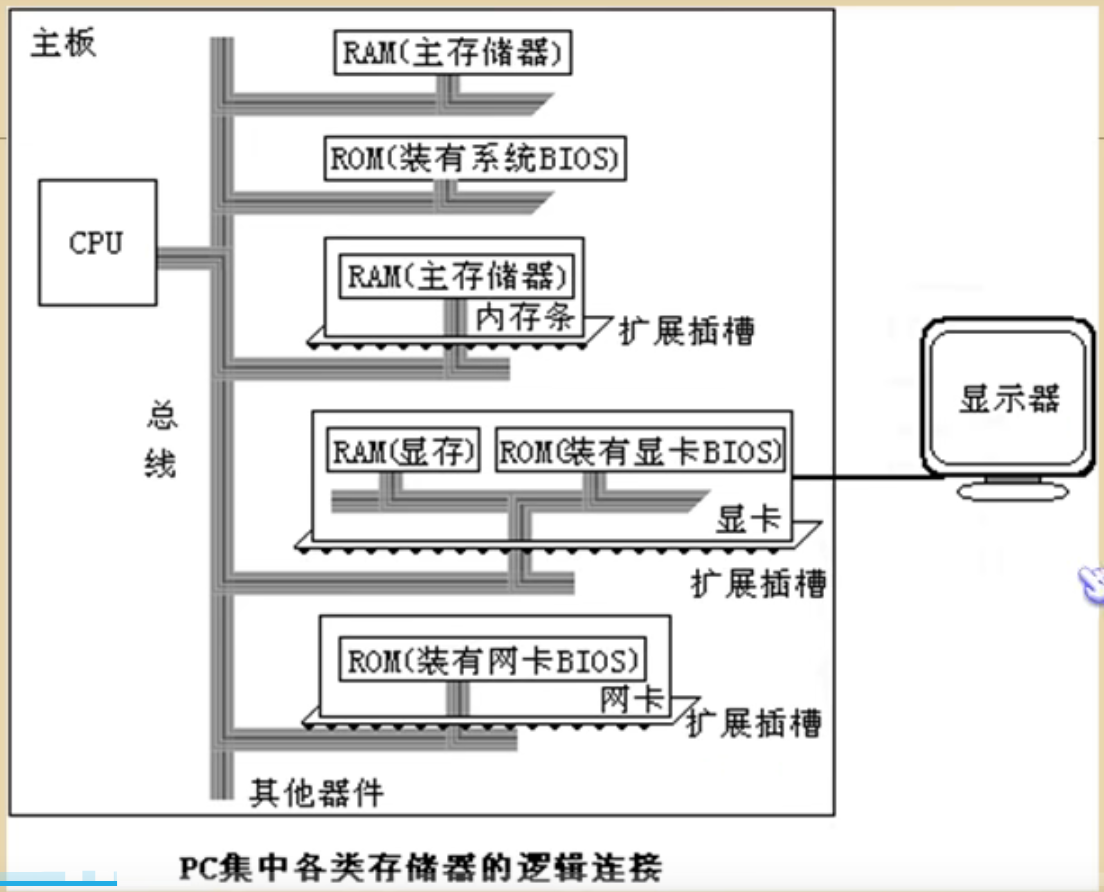 主板
RAM(主存储器)
ROM(装有系统BIOS)
CPU
RAM(主存储器)
内存条
扩展插槽
总
线
显示器
RAM(显存)
ROM(装有显卡BIOS)
显卡
扩展插槽
ROM(装有网卡BIOS)
网卡
扩展插槽
其他器件
PC集中各类存储器的逻辑连接